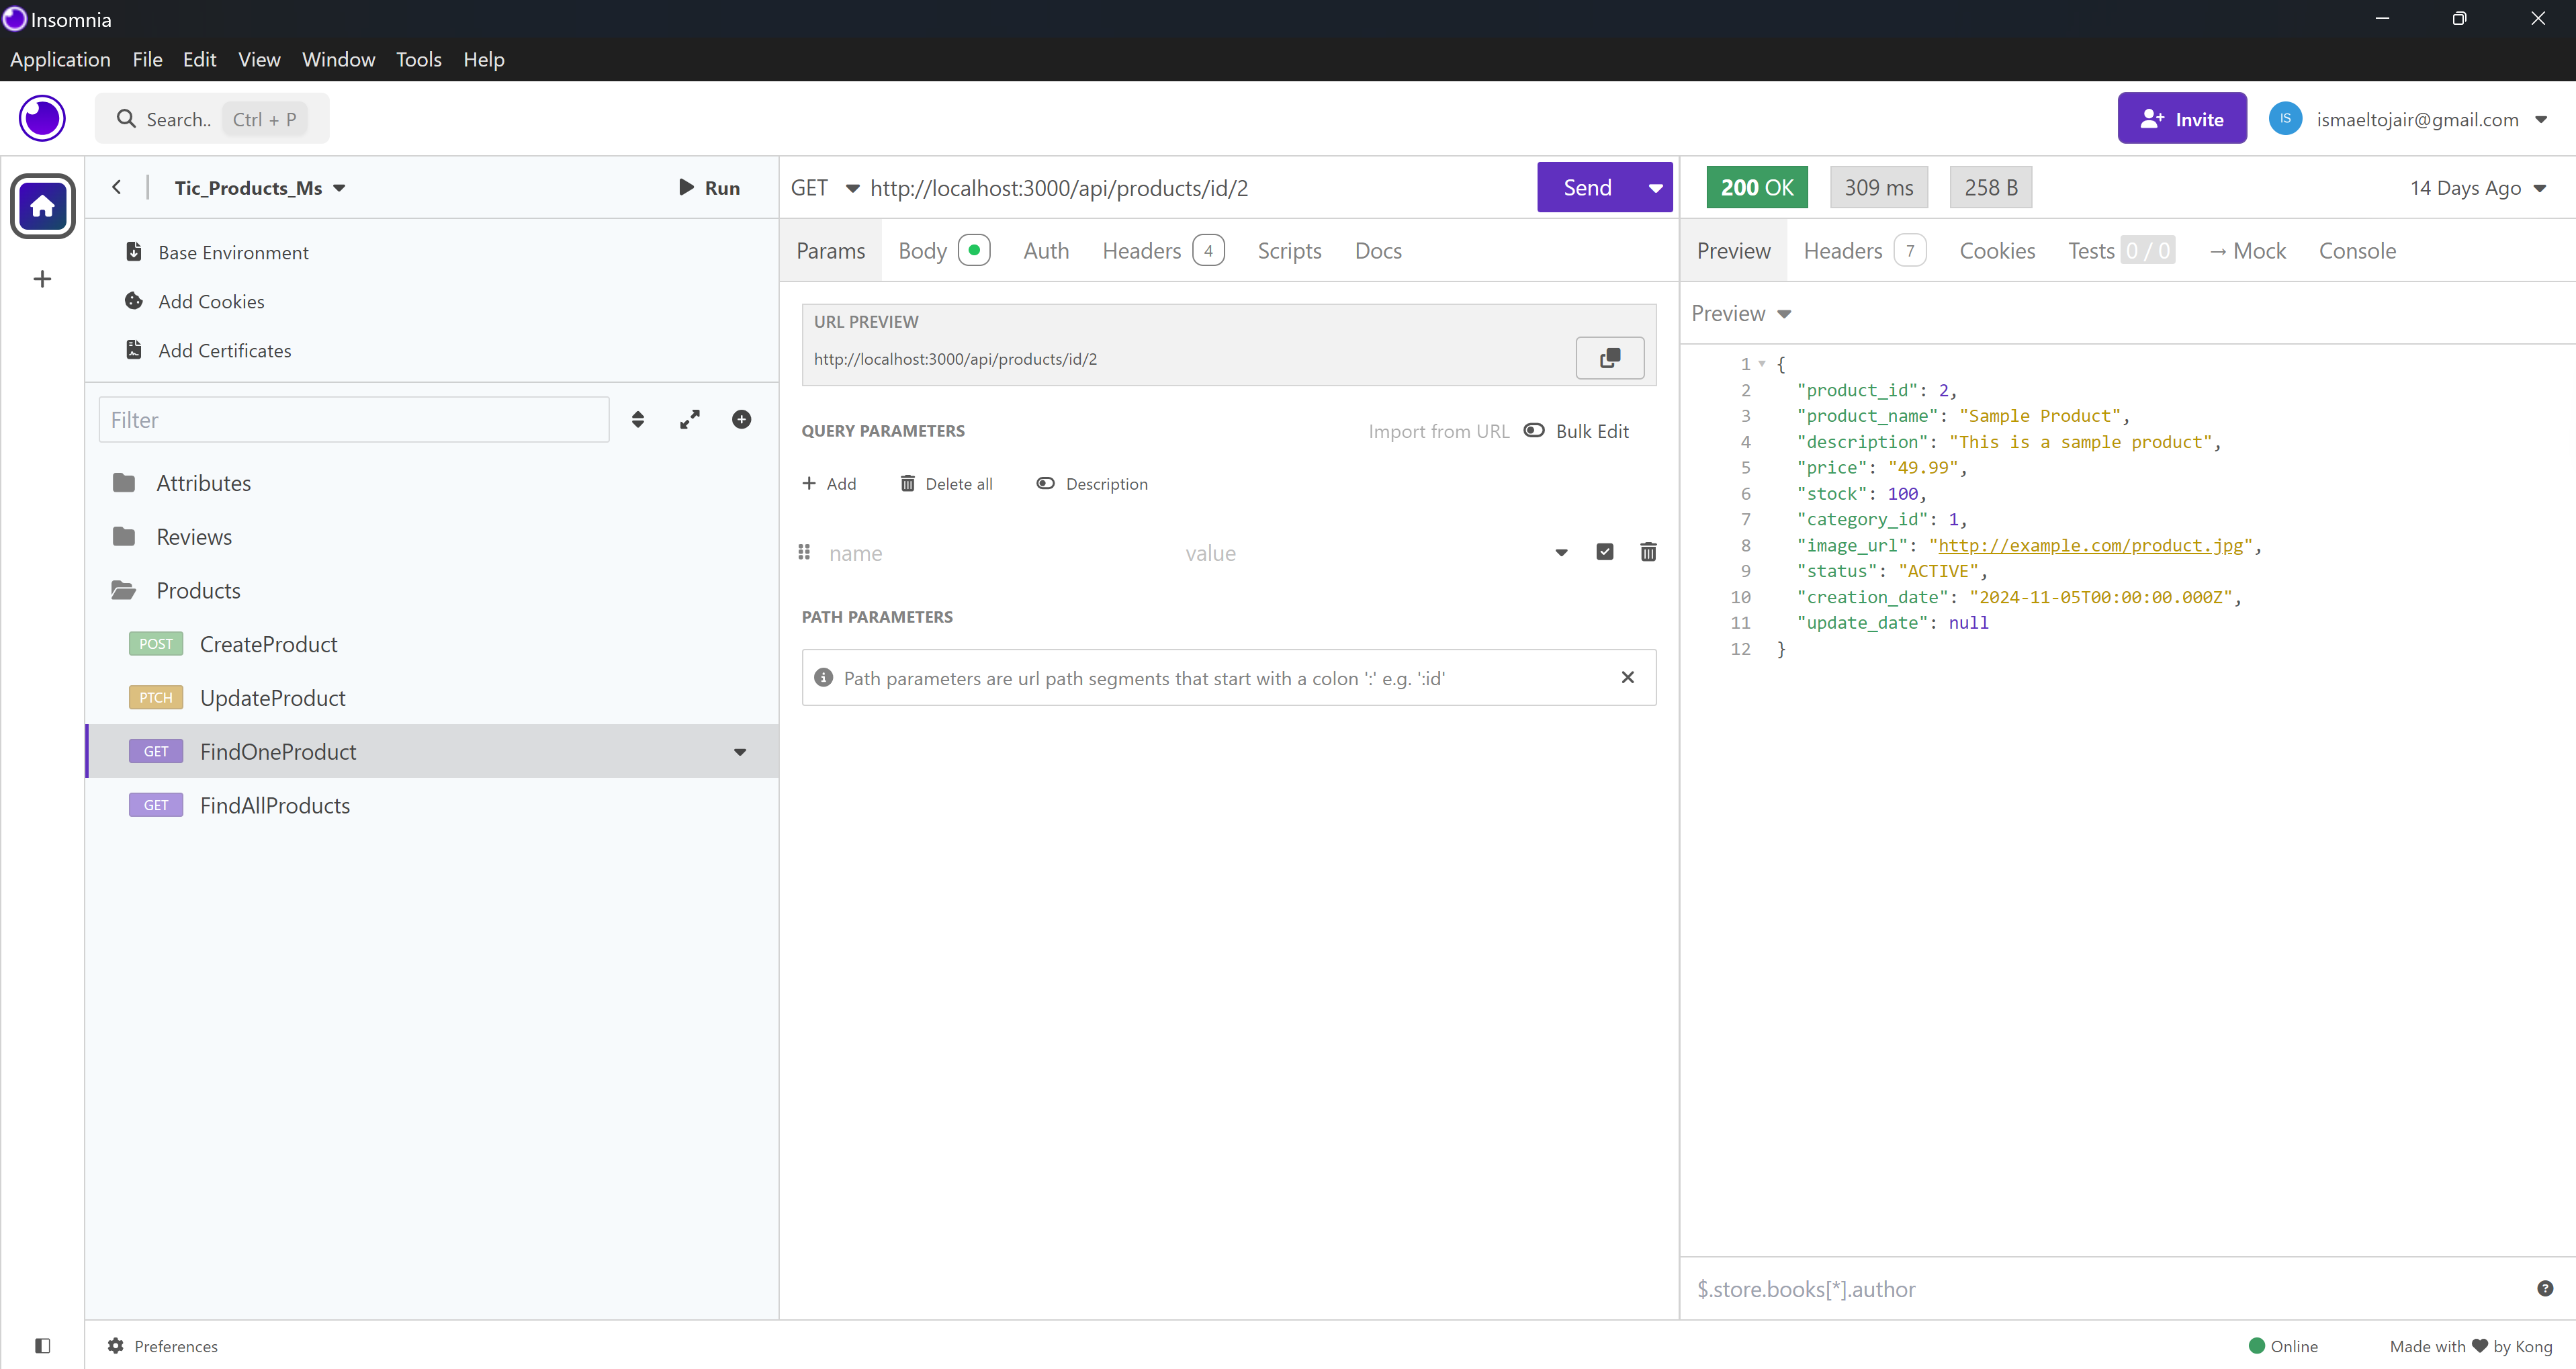 Insomnia
Application File Edit View Window Tools Help
Search.. Ctrl + P
Invite
IS
ismaeltojair@gmail.com
Tic_Products_Ms
Run
Base Environment
Add Cookies
Add Certificates
Filter
Attributes
Reviews
Products
POST CreateProduct
PTCH UpdateProduct
GET FindOneProduct
GET FindAllProducts
GET http://localhost:3000/api/products/id/2
Send
Params Body Auth Headers 4 Scripts Docs
URL PREVIEW
http://localhost:3000/api/products/id/2
QUERY PARAMETERS
Import from URL Bulk Edit
Add Delete all Description
name value
PATH PARAMETERS
Path parameters are url path segments that start with a colon ':' e.g. ':id'
200 OK 309 ms 258 B
14 Days Ago
Preview Headers 7 Cookies Tests 0 / 0 → Mock Console
Preview
1 {
2 "product_id": 2,
3 "product_name": "Sample Product",
4 "description": "This is a sample product",
5 "price": "49.99",
6 "stock": 100,
7 "category_id": 1,
8 "image_url": "http://example.com/product.jpg",
9 "status": "ACTIVE",
10 "creation_date": "2024-11-05T00:00:00.000Z",
11 "update_date": null
12 }
$.store.books[*].author
Preferences
Online
Made with ❤ by Kong